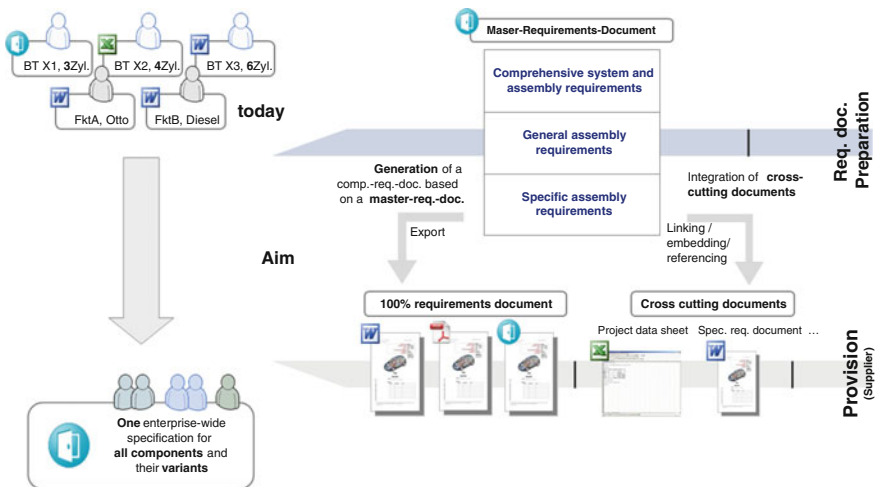 Maser-Requirements-Document
BT X1, 3Zyl.
BT X2, 4Zyl.
BT X3, 6Zyl.
FktA, Otto
FktB, Diesel
today
Comprehensive system and
assembly requirements
General assembly
requirements
Specific assembly
requirements
Req. doc.
Preparation
Generation of a
comp.-req.-doc. based
on a master-req.-doc.
Export
Integration of cross-
cutting documents
Linking /
embedding/
referencing
Aim
100% requirements document
Cross cutting documents
Project data sheet
Spec. req. document ...
Provision
(Supplier)
One enterprise-wide
specification for
all components and
their variants